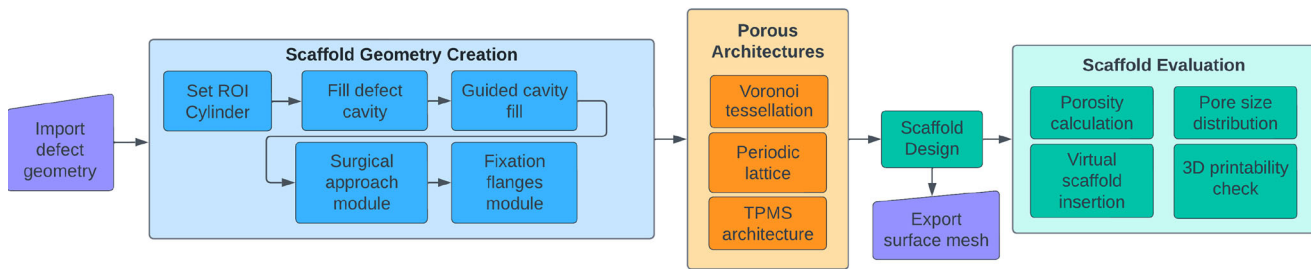 Import
defect
geometry
Scaffold Geometry Creation
Set ROI
Cylinder
Fill defect
cavity
Guided cavity
fill
Surgical
approach
module
Fixation
flanges
module
Porous
Architectures
Voronoi
tessellation
Periodic
lattice
TPMS
architecture
Scaffold
Design
Export
surface mesh
Scaffold Evaluation
Porosity
calculation
Pore size
distribution
Virtual
scaffold
insertion
3D printability
check